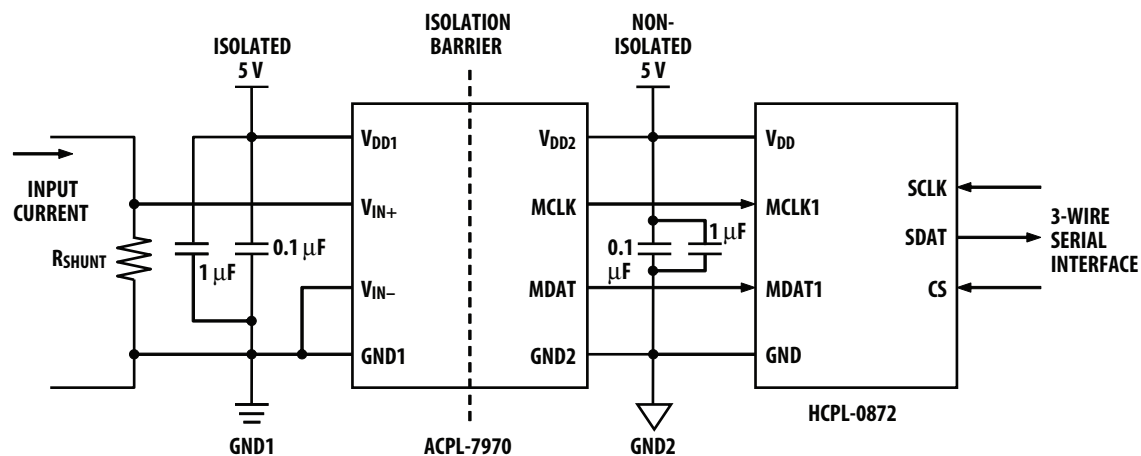 ISOLATION
BARRIER
ISOLATED
5 V
NON-
ISOLATED
5 V
INPUT
CURRENT
RSHUNT
1 μF
0.1 μF
VDD1
VIN+
VIN–
GND1
VDD2
MCLK
MDAT
GND2
0.1
μF
1 μF
VDD
MCLK1
MDAT1
GND
SCLK
SDAT
CS
3-WIRE
SERIAL
INTERFACE
GND1
ACPL-7970
GND2
HCPL-0872